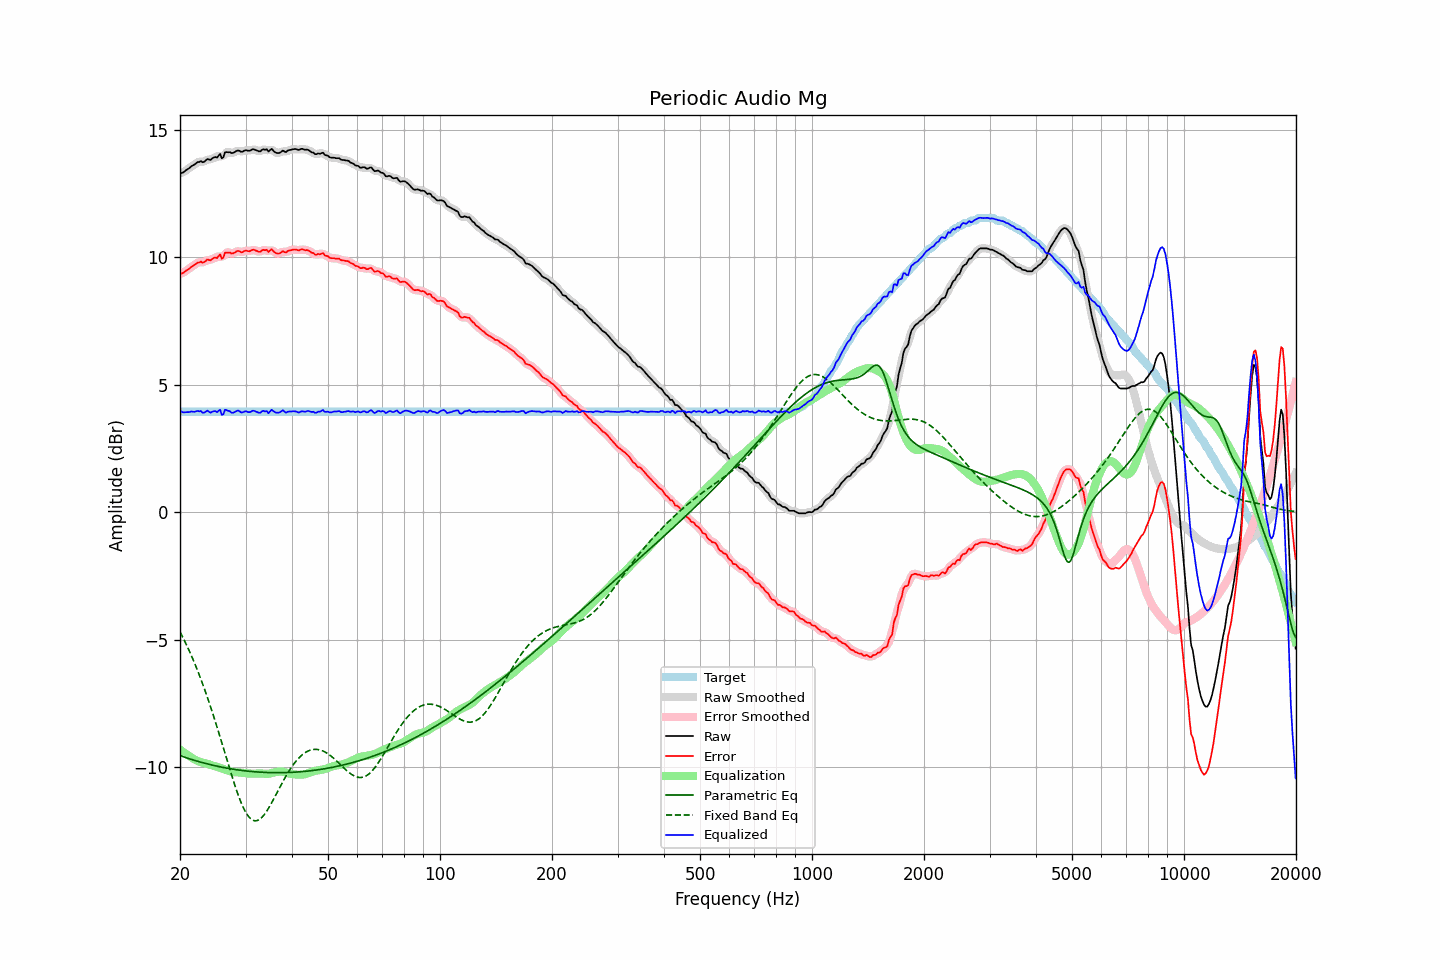 Periodic Audio Mg
15
10
5
0
−5
−10
Amplitude (dBr)
Target
Raw Smoothed
Error Smoothed
Raw
Error
Equalization
Parametric Eq
Fixed Band Eq
Equalized
20 50 100 200 500 1000 2000 5000 10000 20000
Frequency (Hz)